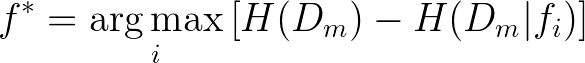 f* = arg max_i [H(D_m) − H(D_m|f_i)]